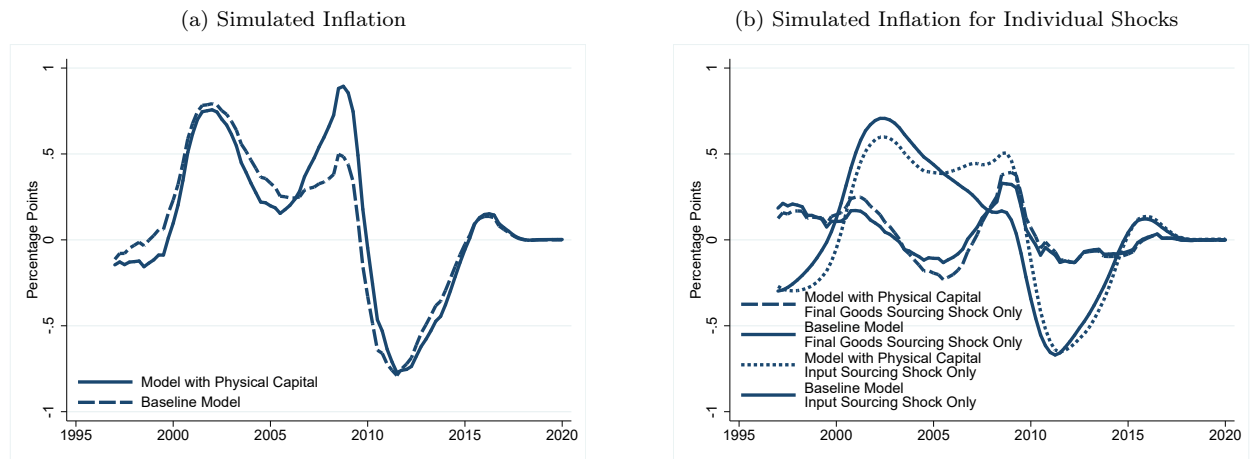 (a) Simulated Inflation
Percentage Points
1
.5
0
-.5
-1
1995 2000 2005 2010 2015 2020
Model with Physical Capital
Baseline Model
(b) Simulated Inflation for Individual Shocks
Percentage Points
1
.5
0
-.5
-1
1995 2000 2005 2010 2015 2020
Model with Physical Capital
Final Goods Sourcing Shock Only
Baseline Model
Final Goods Sourcing Shock Only
Model with Physical Capital
Input Sourcing Shock Only
Baseline Model
Input Sourcing Shock Only